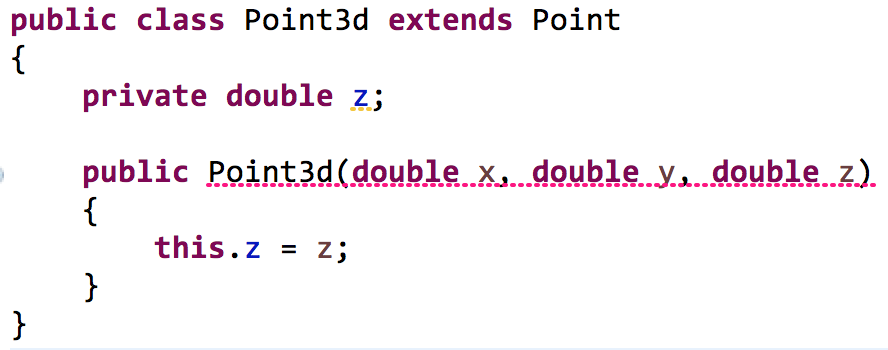 public class Point3d extends Point
{
    private double z;

    public Point3d(double x, double y, double z)
    {
        this.z = z;
    }
}